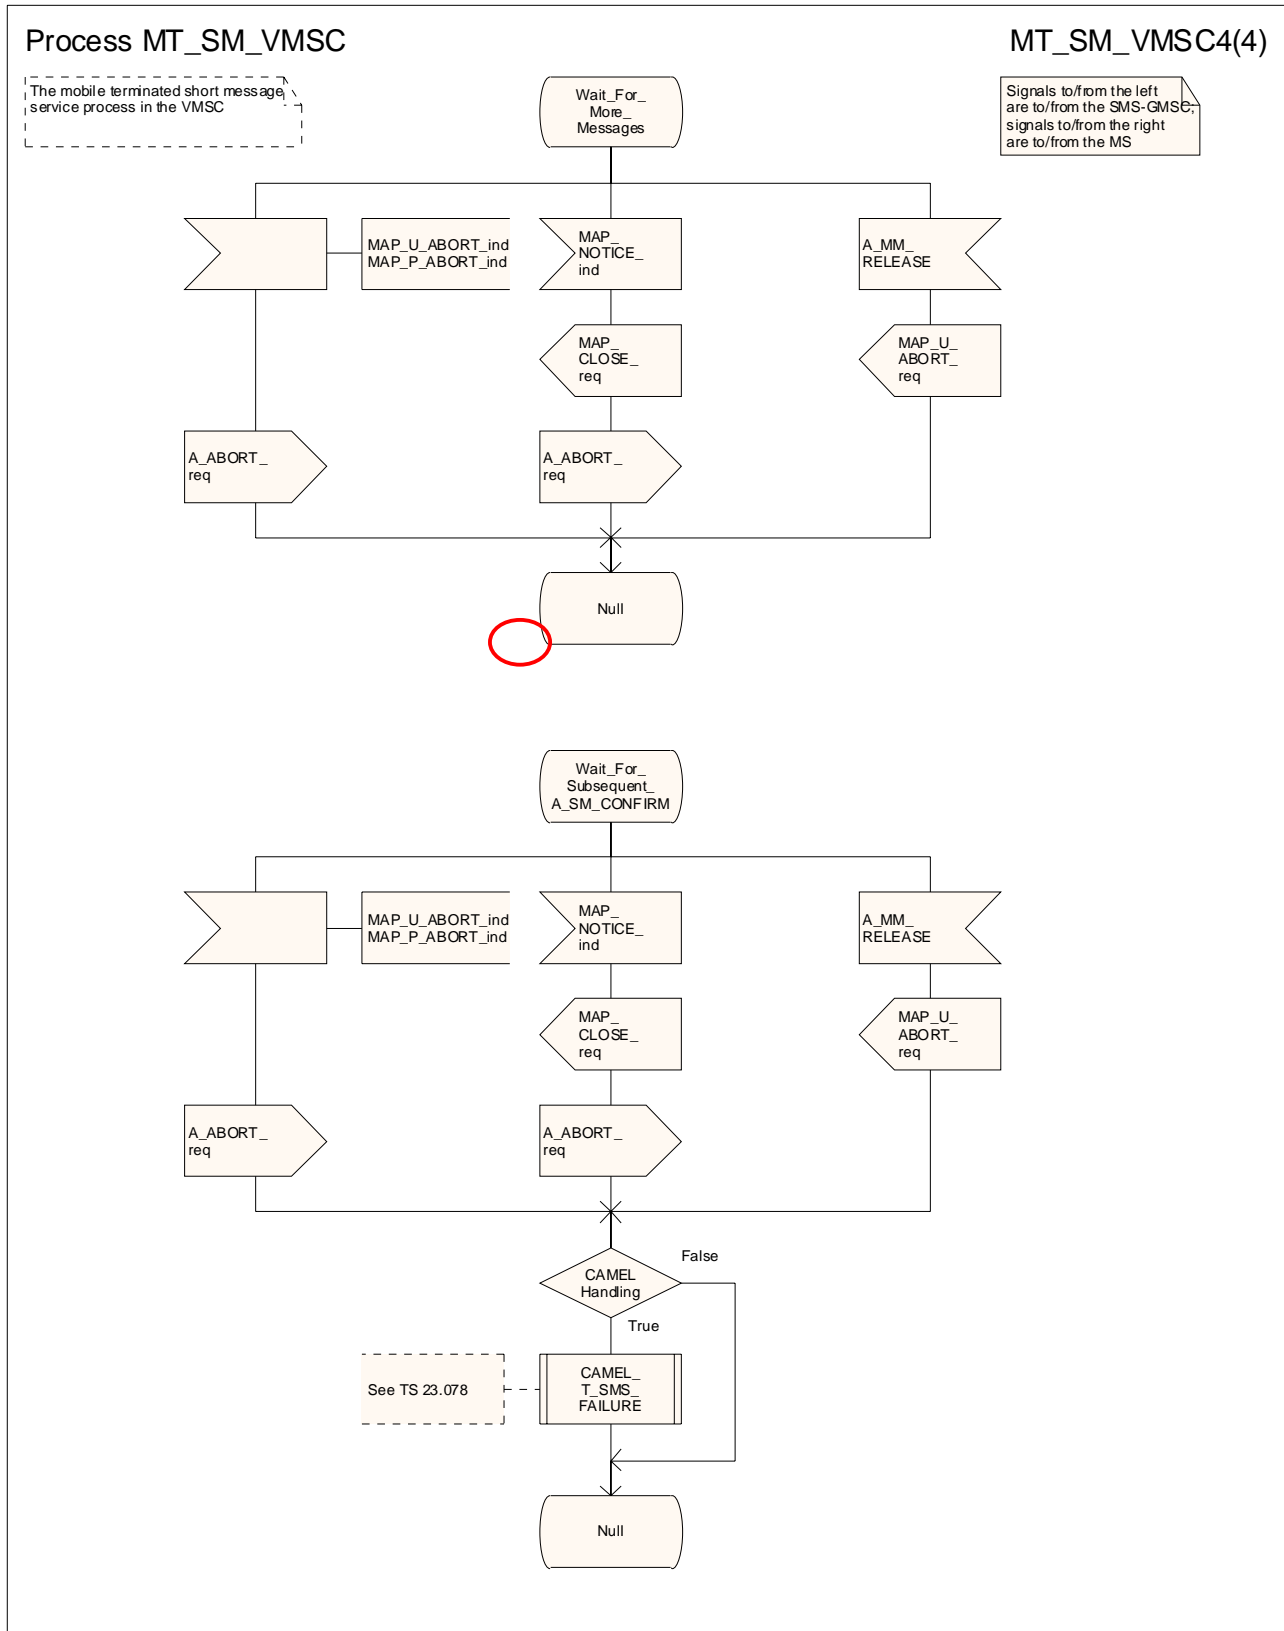 Process MT_SM_VMSC
MT_SM_VMSC4(4)
The mobile terminated short message
service process in the VMSC
Signals to/from the left
are to/from the SMS-GMSC;
signals to/from the right
are to/from the MS
Wait_For_
More_
Messages
MAP_U_ABORT_ind
MAP_P_ABORT_ind
MAP_
NOTICE_
ind
A_MM_
RELEASE
MAP_
CLOSE_
req
MAP_U_
ABORT_
req
A_ABORT_
req
A_ABORT_
req
Null
Wait_For_
Subsequent_
A_SM_CONFIRM
MAP_U_ABORT_ind
MAP_P_ABORT_ind
MAP_
NOTICE_
ind
A_MM_
RELEASE
MAP_
CLOSE_
req
MAP_U_
ABORT_
req
A_ABORT_
req
A_ABORT_
req
CAMEL
Handling
False
True
See TS 23.078
CAMEL_
T_SMS_
FAILURE
Null